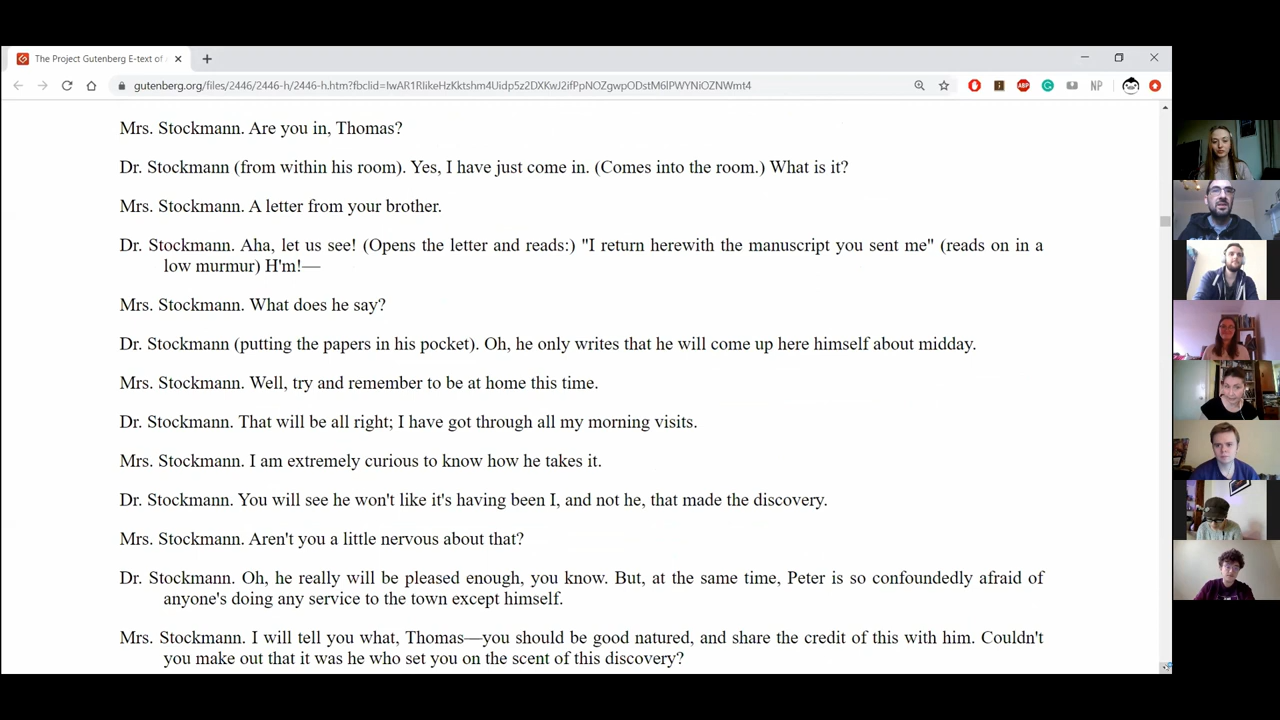 The Project Gutenberg E-text of
gutenberg.org/files/2446/2446-h/2446-h.htm?fbclid=IwAR1RIikeHzKktshm4Uidp5z2DXKwJ2ifPpNOZgwpODstM6lPWYNiOZNWmt4
ABP
NP
Mrs. Stockmann. Are you in, Thomas?
Dr. Stockmann (from within his room). Yes, I have just come in. (Comes into the room.) What is it?
Mrs. Stockmann. A letter from your brother.
Dr. Stockmann. Aha, let us see! (Opens the letter and reads:) "I return herewith the manuscript you sent me" (reads on in a
low murmur) H'm!—
Mrs. Stockmann. What does he say?
Dr. Stockmann (putting the papers in his pocket). Oh, he only writes that he will come up here himself about midday.
Mrs. Stockmann. Well, try and remember to be at home this time.
Dr. Stockmann. That will be all right; I have got through all my morning visits.
Mrs. Stockmann. I am extremely curious to know how he takes it.
Dr. Stockmann. You will see he won't like it's having been I, and not he, that made the discovery.
Mrs. Stockmann. Aren't you a little nervous about that?
Dr. Stockmann. Oh, he really will be pleased enough, you know. But, at the same time, Peter is so confoundedly afraid of
anyone's doing any service to the town except himself.
Mrs. Stockmann. I will tell you what, Thomas—you should be good natured, and share the credit of this with him. Couldn't
you make out that it was he who set you on the scent of this discovery?